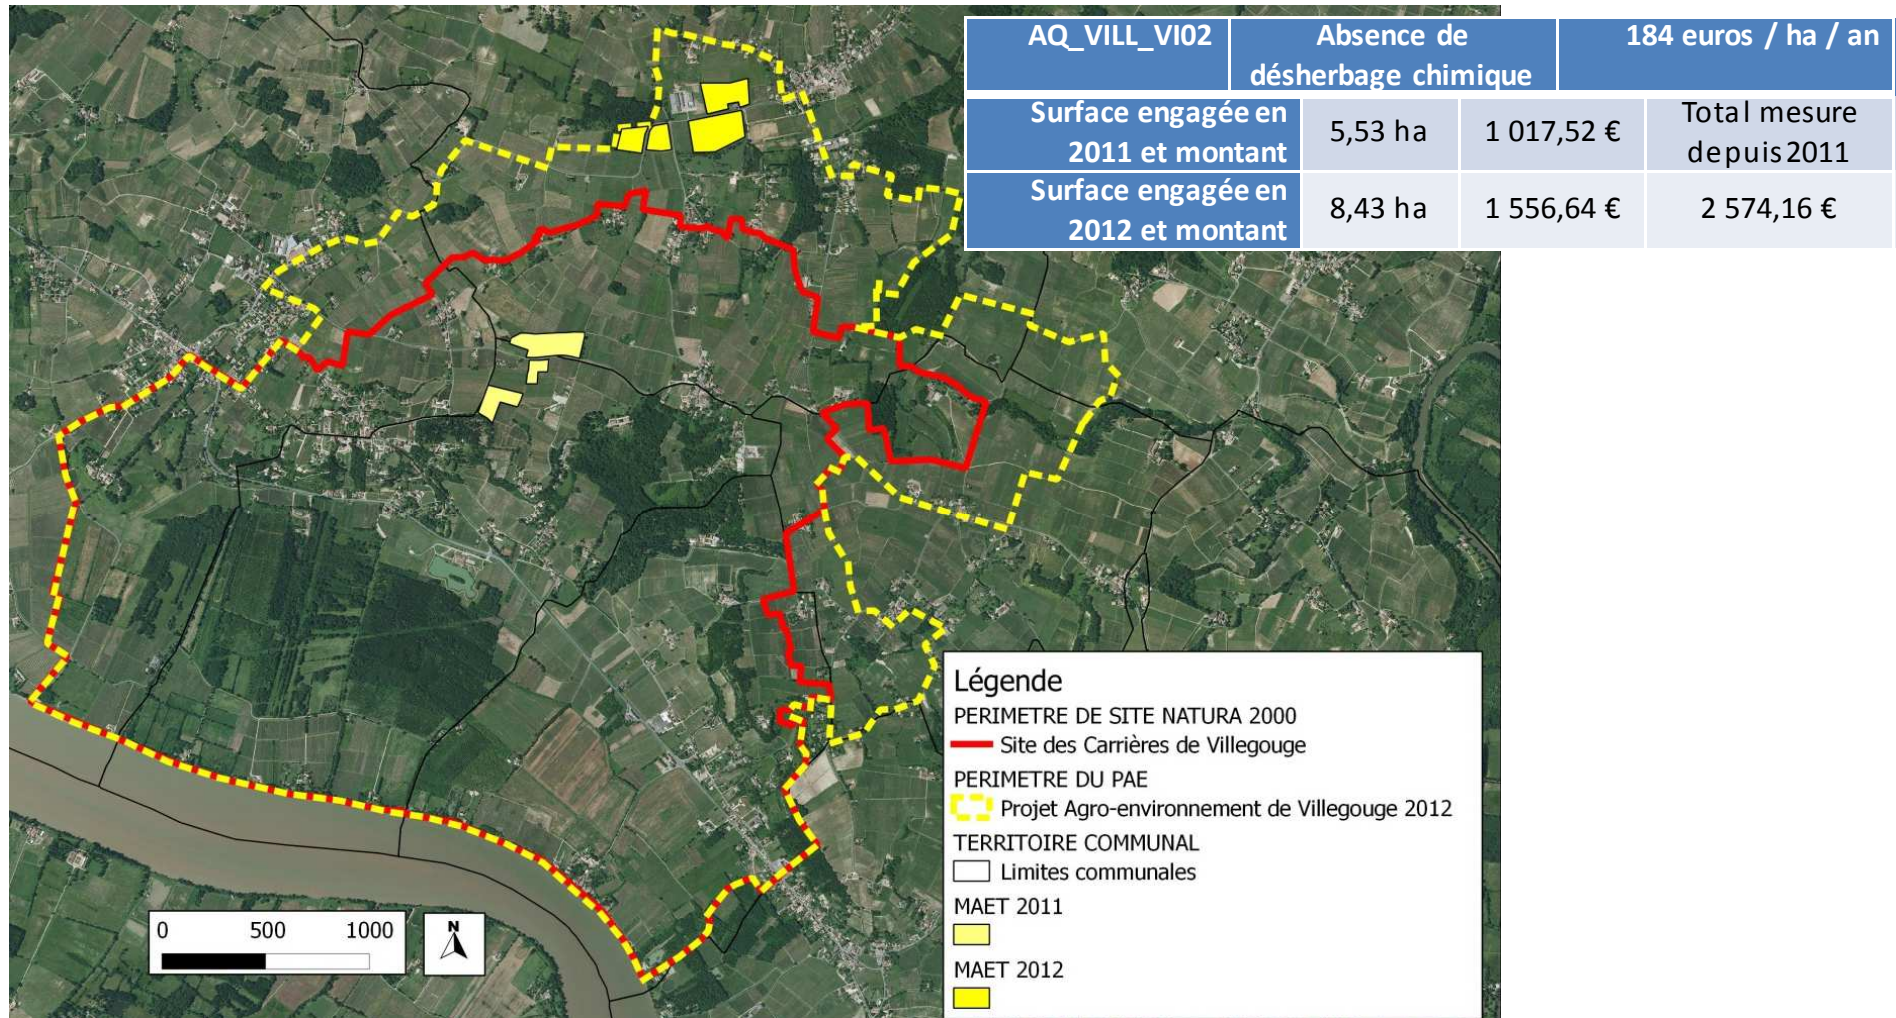 AQ_VILL_VI02 Absence de 184 euros / ha / an
désherbage chimique
Surface engagée en
2011 et montant
5,53 ha 1 017,52 € Total mesure
depuis 2011
Surface engagée en
2012 et montant
8,43 ha 1 556,64 € 2 574,16 €
Légende
PERIMETRE DE SITE NATURA 2000
Site des Carrières de Villegouge
PERIMETRE DU PAE
Projet Agro-environnement de Villegouge 2012
TERRITOIRE COMMUNAL
Limites communales
MAET 2011
MAET 2012
0 500 1000
N